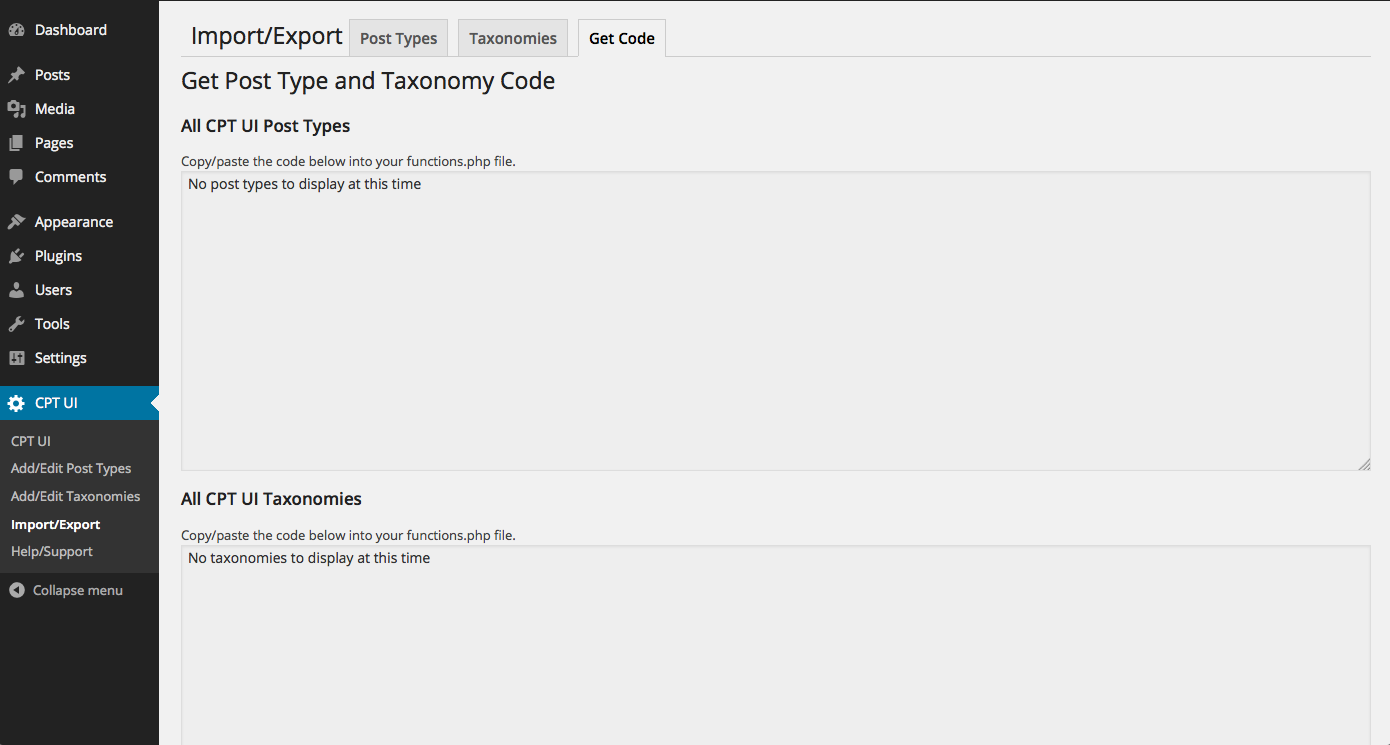 Dashboard
Posts
Media
Pages
Comments
Appearance
Plugins
Users
Tools
Settings
CPT UI
CPT UI
Add/Edit Post Types
Add/Edit Taxonomies
Import/Export
Help/Support
Collapse menu
Import/Export Post Types Taxonomies Get Code
Get Post Type and Taxonomy Code
All CPT UI Post Types
Copy/paste the code below into your functions.php file.
No post types to display at this time
All CPT UI Taxonomies
Copy/paste the code below into your functions.php file.
No taxonomies to display at this time